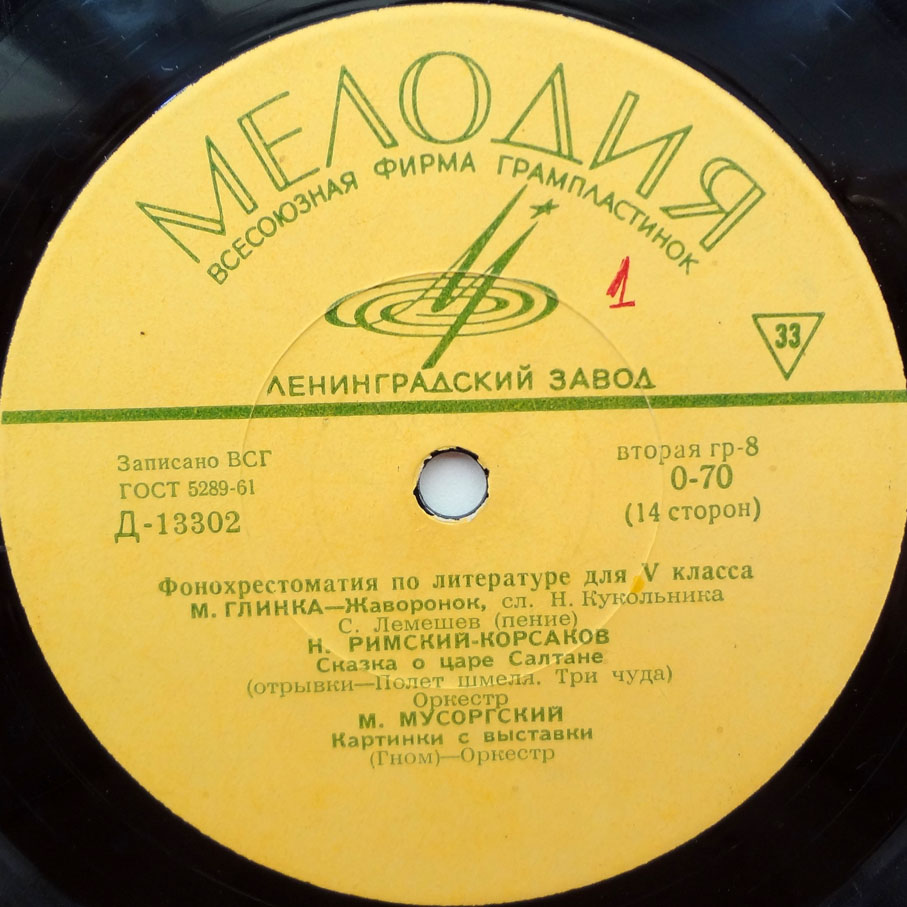 МЕЛОДИЯ
ВСЕСОЮЗНАЯ ФИРМА ГРАМПЛАСТИНОК
1
33
ЛЕНИНГРАДСКИЙ ЗАВОД
Записано ВСГ
ГОСТ 5289-61
Д-13302
вторая гр-8
0-70
(14 сторон)
Фонохрестоматия по литературе для V класса
М. ГЛИНКА—Жаворонок, сл. Н. Кукольника
С. Лемешев (пение)
Н. РИМСКИЙ-КОРСАКОВ
Сказка о царе Салтане
(отрывки—Полет шмеля. Три чуда)
Оркестр
М. МУСОРГСКИЙ
Картинки с выставки
(Гном)—Оркестр